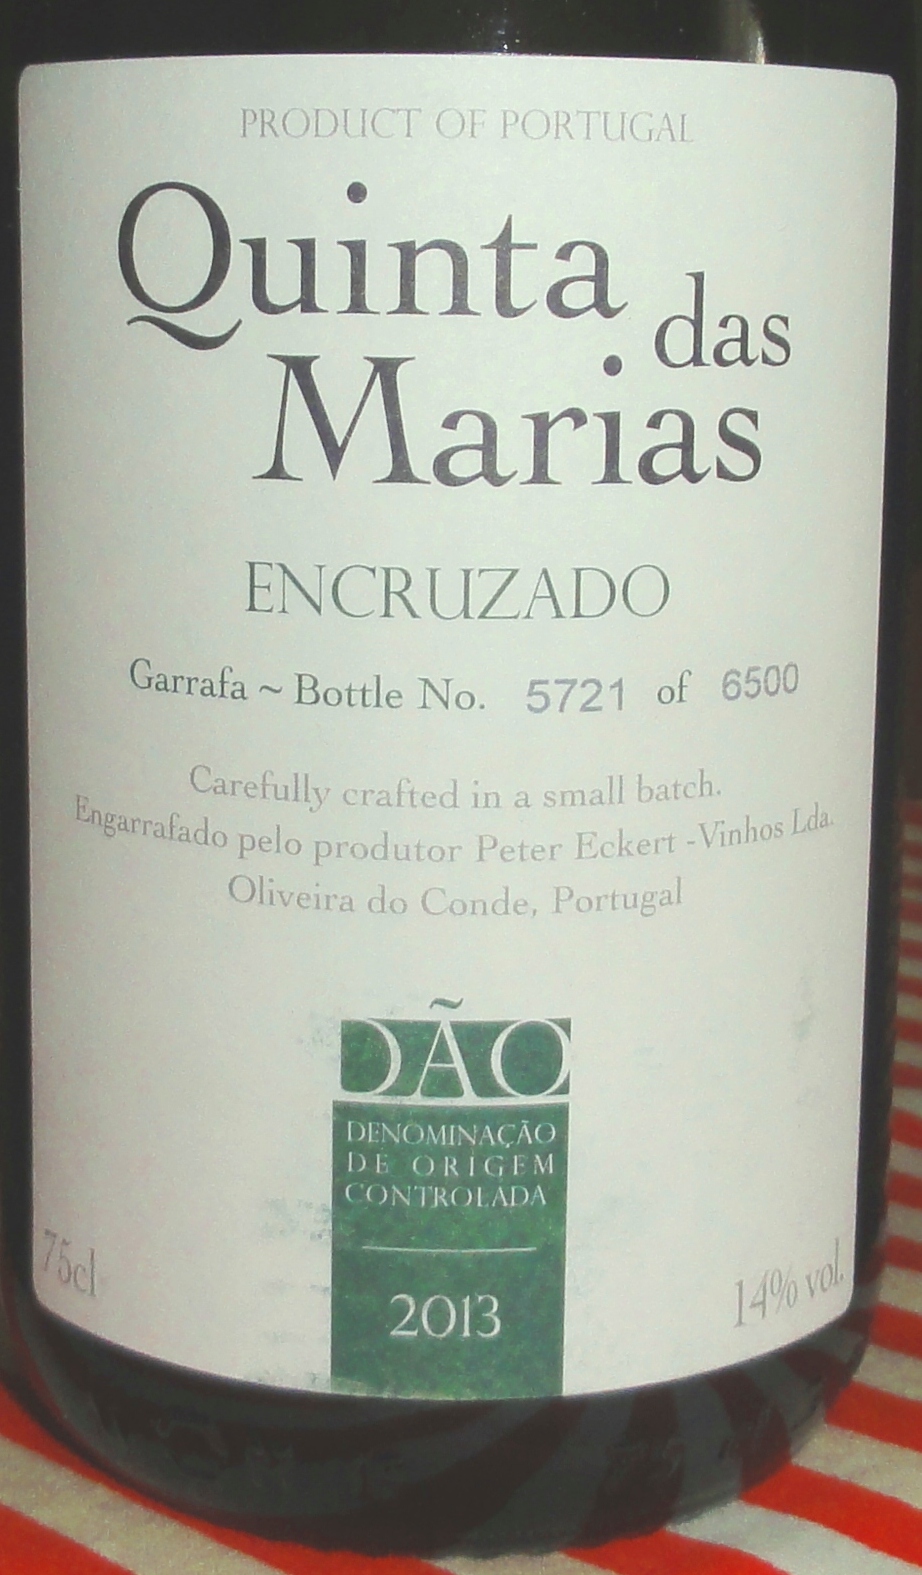 PRODUCT OF PORTUGAL
Quinta das
Marias
ENCRUZADO
Garrafa ~ Bottle No. 5721 of 6500
Carefully crafted in a small batch.
Engarrafado pelo produtor Peter Eckert -Vinhos Lda.
Oliveira do Conde, Portugal
DÃO
DENOMINAÇÃO
DE ORIGEM
CONTROLADA
2013
75cl
14% vol.